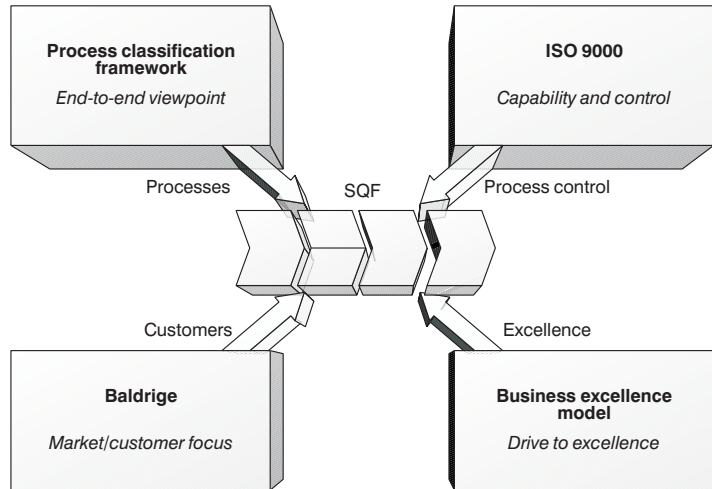 Process classification
framework
End-to-end viewpoint
ISO 9000
Capability and control
Processes
SQF
Process control
Customers
Excellence
Baldrige
Market/customer focus
Business excellence
model
Drive to excellence